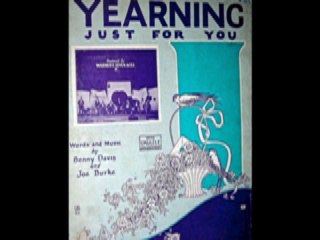 YEARNING
JUST FOR YOU
Words and Music
by
Benny Davis
and
Joe Burke